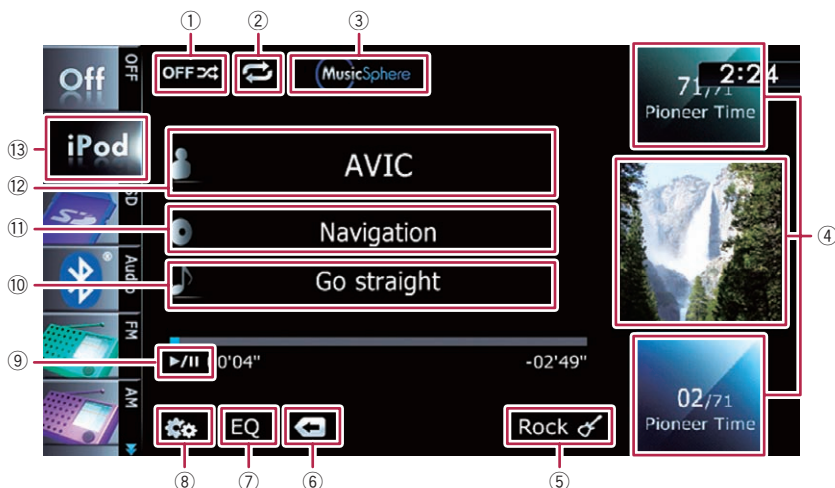 ① ② ③
Off OFF
OFF
MusicSphere
71/71
2:24
Pioneer Time
⑬ iPod
⑫ AVIC
SD
⑪ Navigation
④
⑩ Go straight
Audio
FM
⑨ ►/II 00'04" -02'49"
AM
EQ
Rock
02/71
Pioneer Time
⑧ ⑦ ⑥ ⑤